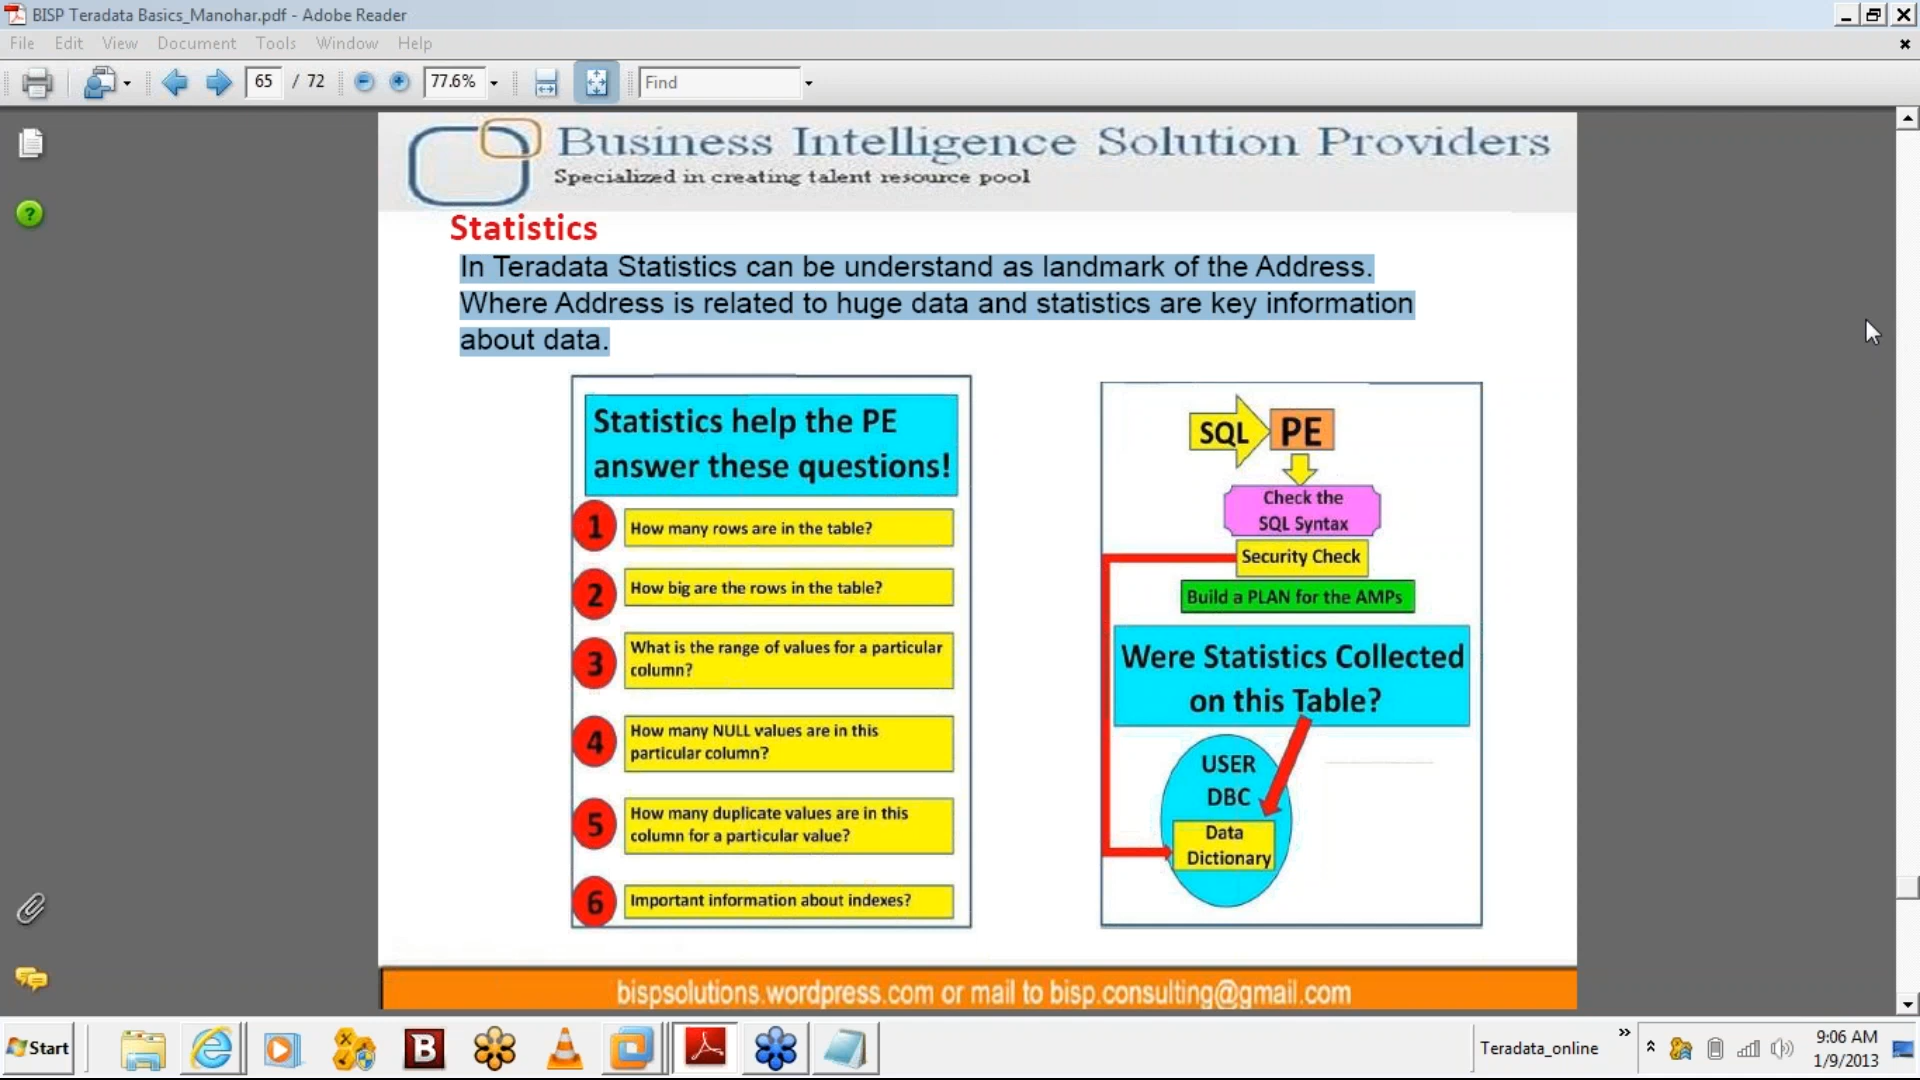 BISP Teradata Basics_Manohar.pdf - Adobe Reader
File Edit View Document Tools Window Help
65 / 72 77.6% Find
Business Intelligence Solution Providers
Specialized in creating talent resource pool
Statistics
In Teradata Statistics can be understand as landmark of the Address.
Where Address is related to huge data and statistics are key information
about data.
Statistics help the PE
answer these questions!
1 How many rows are in the table?
2 How big are the rows in the table?
3 What is the range of values for a particular
column?
4 How many NULL values are in this
particular column?
5 How many duplicate values are in this
column for a particular value?
6 Important information about indexes?
SQL PE
Check the
SQL Syntax
Security Check
Build a PLAN for the AMPs
Were Statistics Collected
on this Table?
USER
DBC
Data
Dictionary
bispsolutions.wordpress.com or mail to bisp.consulting@gmail.com
Start
B
Teradata_online
9:06 AM
1/9/2013